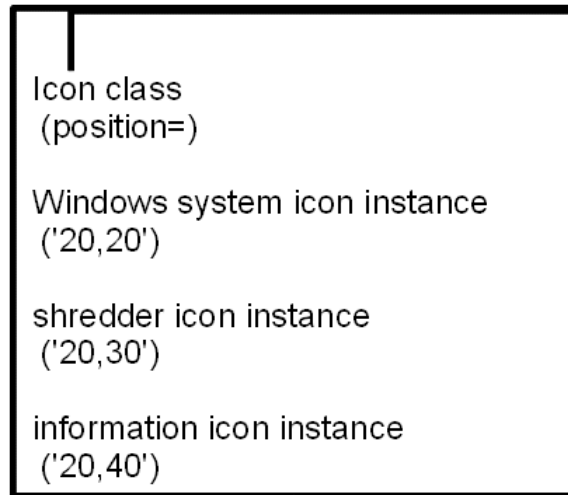 Icon class
(position=)
Windows system icon instance
('20,20')
shredder icon instance
('20,30')
information icon instance
('20,40')